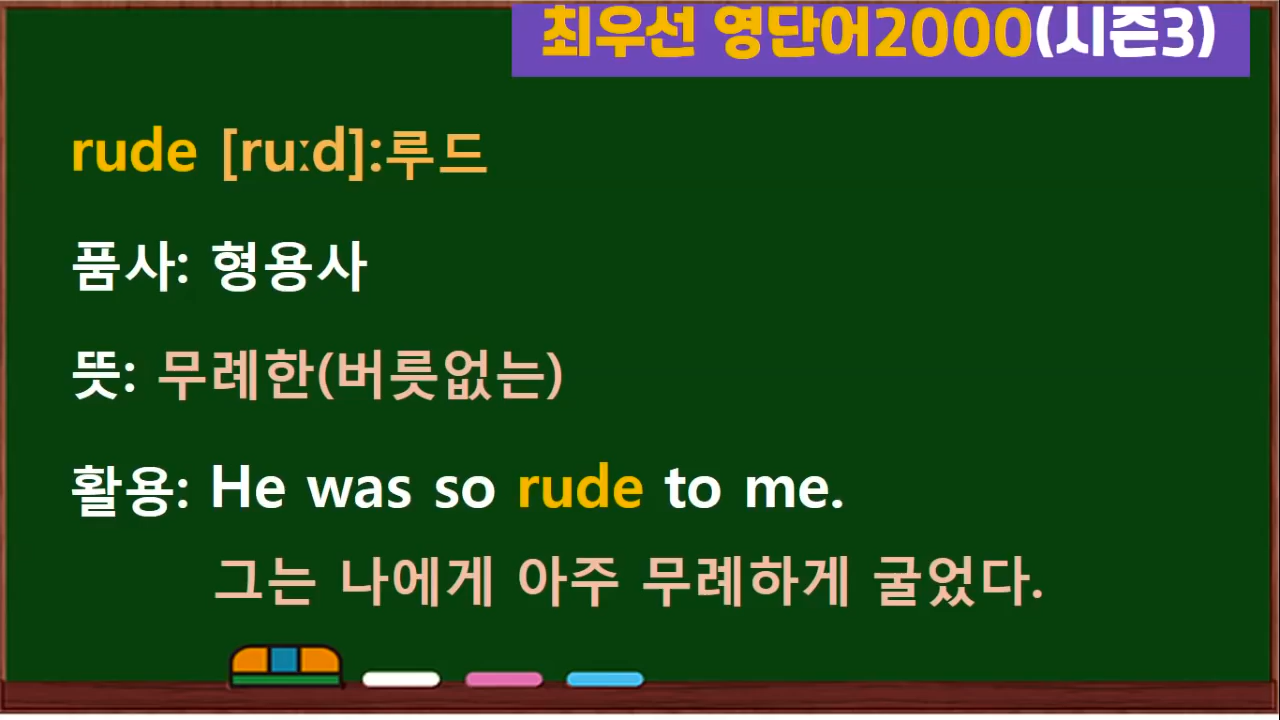 최우선 영단어2000(시즌3)
rude [ruːd]:루드
품사: 형용사
뜻: 무례한(버릇없는)
활용: He was so rude to me.
그는 나에게 아주 무례하게 굴었다.